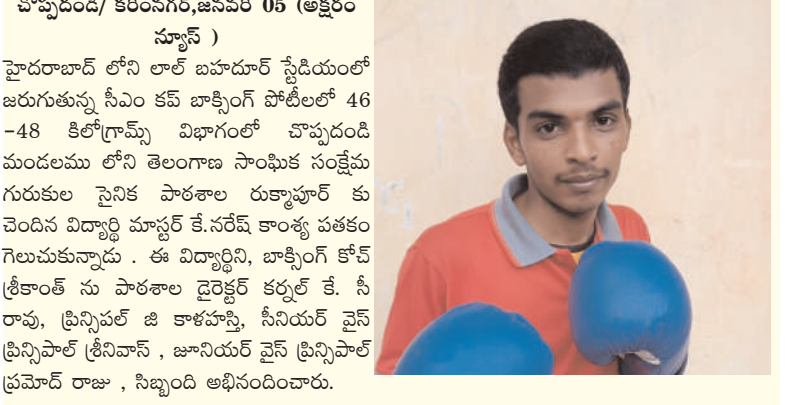 చొప్పదండి/ కరీంనగర్,జనవరి 05 (అక్షరం
న్యూస్ )
హైదరాబాద్ లోని లాల్ బహదూర్ స్టేడియంలో
జరుగుతున్న సీఎం కప్ బాక్సింగ్ పోటీలలో 46
-48 కిలోగ్రామ్స్ విభాగంలో చొప్పదండి
మండలము లోని తెలంగాణ సాంఘిక సంక్షేమ
గురుకుల సైనిక పాఠశాల రుక్మాపూర్ కు
చెందిన విద్యార్థి మాస్టర్ కే.నరేష్ కాంశ్య పతకం
గెలుచుకున్నాడు . ఈ విద్యార్థిని, బాక్సింగ్ కోచ్
శ్రీకాంత్ ను పాఠశాల డైరెక్టర్ కర్నల్ కే. సీ
రావు, ప్రిన్సిపల్ జి కాళహస్తి, సీనియర్ వైస్
ప్రిన్సిపాల్ శ్రీనివాస్ , జూనియర్ వైస్ ప్రిన్సిపాల్
ప్రమోద్ రాజు , సిబ్బంది అభినందించారు.